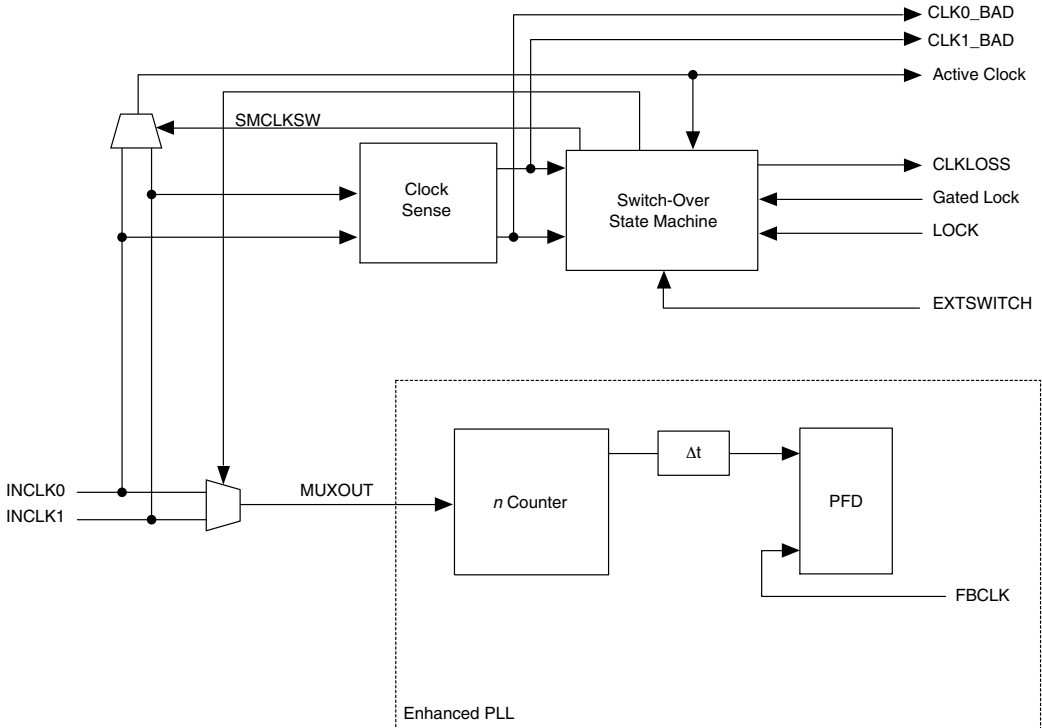 CLK0_BAD
CLK1_BAD
Active Clock
SMCLKSW
Clock
Sense
Switch-Over
State Machine
CLKLOSS
Gated Lock
LOCK
EXTSWITCH
INCLK0
INCLK1
MUXOUT
n Counter
Δt
PFD
FBCLK
Enhanced PLL